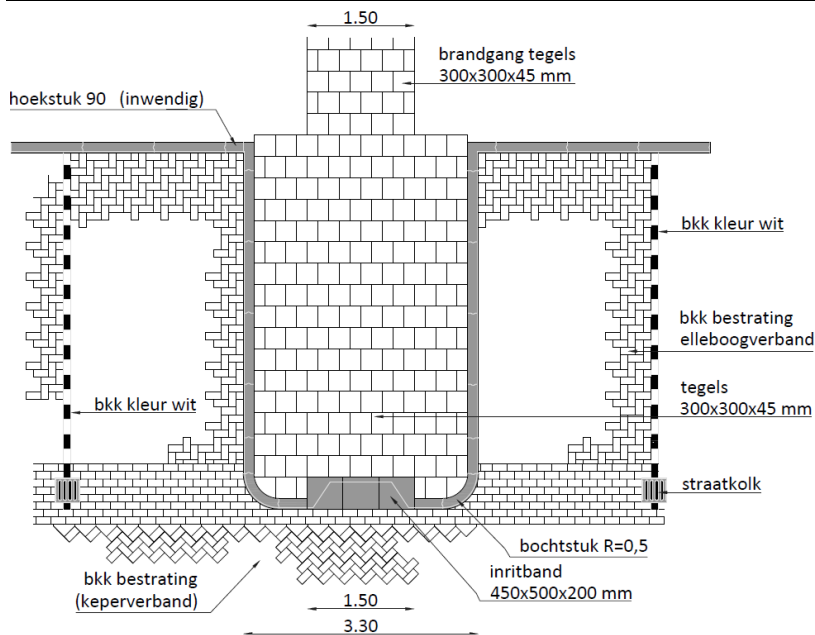 1.50
brandgang tegels
300x300x45 mm
hoekstuk 90 (inwendig)
bkk kleur wit
bkk bestrating
elleboogverband
tegels
300x300x45 mm
bkk kleur wit
straatkolk
bochtstuk R=0,5
inritband
450x500x200 mm
bkk bestrating
(keperverband)
1.50
3.30